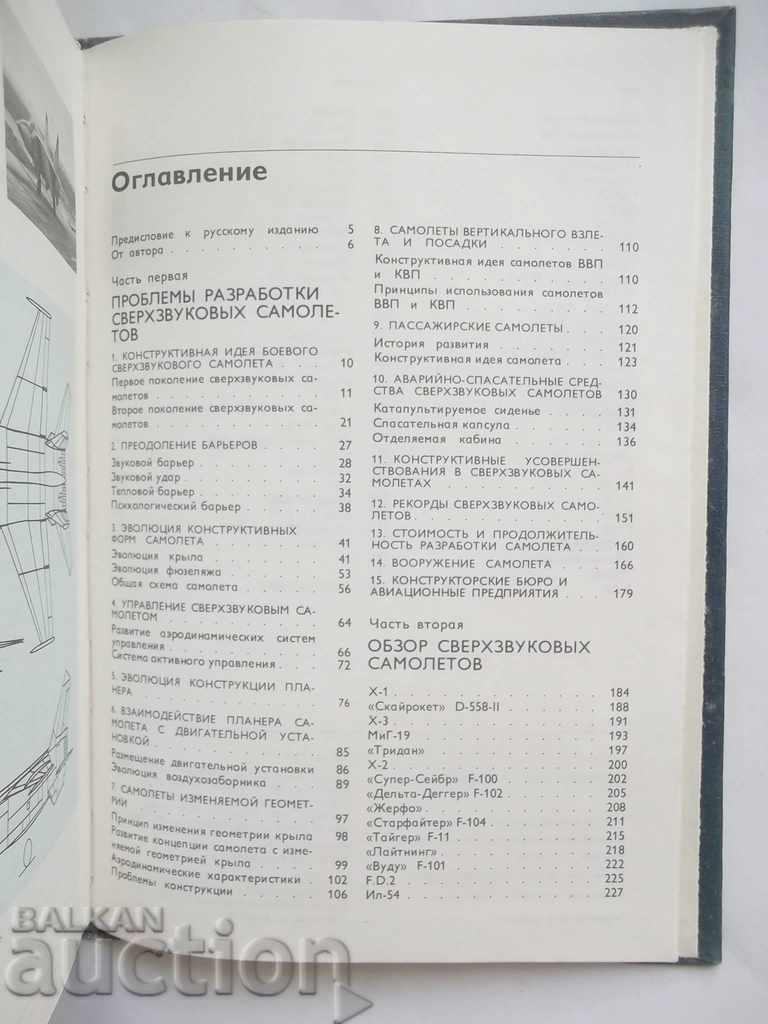 Оглавление
Предисловие к русскому изданию 5
От автора . . . . . . . . . . 6
Часть первая
ПРОБЛЕМЫ РАЗРАБОТКИ
СВЕРХЗВУКОВЫХ САМОЛЕ-
ТОВ
1. КОНСТРУКТИВНАЯ ИДЕЯ БОЕВОГО
СВЕРХЗВУКОВОГО САМОЛЕТА . . . 10
Первое поколение сверхзвуковых са-
молетов . . . . . . . . . . 11
Второе поколение сверхзвуковых са-
молетов . . . . . . . . . . 21
2. ПРЕОДОЛЕНИЕ БАРЬЕРОВ . . . 27
Звуковой барьер . . . . . . . . 28
Звуковой удар . . . . . . . . . 32
Тепловой барьер . . . . . . . . 34
Психологический барьер . . . . . 38
3. ЭВОЛЮЦИЯ КОНСТРУКТИВНЫХ
ФОРМ САМОЛЕТА . . . . . . . 41
Эволюция крыла . . . . . . . . 41
Эволюция фюзеляжа . . . . . . . 53
Общая схема самолета . . . . . . 56
4. УПРАВЛЕНИЕ СВЕРХЗВУКОВЫМ СА-
МОЛЕТОМ . . . . . . . . . . 64
Развитие аэродинамических систем
управления . . . . . . . . . . 66
Система активного управления . . . 72
5. ЭВОЛЮЦИЯ КОНСТРУКЦИИ ПЛА-
НЕРА . . . . . . . . . . . . 76
6. ВЗАИМОДЕЙСТВИЕ ПЛАНЕРА СА-
МОЛЕТА С ДВИГАТЕЛЬНОЙ УСТА-
НОВКОЙ . . . . . . . . . . . 85
Размещение двигательной установки 86
Эволюция воздухозаборника . . . . 89
7. САМОЛЕТЫ ИЗМЕНЯЕМОЙ ГЕОМЕТ-
РИИ . . . . . . . . . . . . 97
Принцип изменения геометрии крыла 98
Развитие концепции самолета с изме-
няемой геометрией крыла . . . . . 99
Аэродинамические характеристики . 102
Проблемы конструкции . . . . . . 106
8. САМОЛЕТЫ ВЕРТИКАЛЬНОГО ВЗЛЕ-
ТА И ПОСАДКИ . . . . . . . 110
Конструктивная идея самолетов ВВП
и КВП . . . . . . . . . . . 110
Принципы использования самолетов
ВВП и КВП . . . . . . . . . 112
9. ПАССАЖИРСКИЕ САМОЛЕТЫ . . . 120
История развития . . . . . . . . 121
Конструктивная идея самолета . . . 123
10. АВАРИЙНО-СПАСАТЕЛЬНЫЕ СРЕД-
СТВА СВЕРХЗВУКОВЫХ САМОЛЕТОВ 130
Катапультируемое сиденье . . . . . 131
Спасательная капсула . . . . . . 134
Отделяемая кабина . . . . . . . 136
11. КОНСТРУКТИВНЫЕ УСОВЕРШЕН-
СТВОВАНИЯ В СВЕРХЗВУКОВЫХ СА-
МОЛЕТАХ . . . . . . . . . . 141
12. РЕКОРДЫ СВЕРХЗВУКОВЫХ САМО-
ЛЕТОВ . . . . . . . . . . . 151
13. СТОИМОСТЬ И ПРОДОЛЖИТЕЛЬ-
НОСТЬ РАЗРАБОТКИ САМОЛЕТА . . 160
14. ВООРУЖЕНИЕ САМОЛЕТА . . . . 166
15. КОНСТРУКТОРСКИЕ БЮРО И
АВИАЦИОННЫЕ ПРЕДПРИЯТИЯ . . . 179
Часть вторая
ОБЗОР СВЕРХЗВУКОВЫХ
САМОЛЕТОВ
Х-1 . . . . . . . . . . . . 184
«Скайрокет» D-558-II . . . . . . 188
Х-3 . . . . . . . . . . . . 191
МиГ-19 . . . . . . . . . . . 193
«Тридан» . . . . . . . . . . 197
Х-2 . . . . . . . . . . . . 200
«Супер-Сейбр» F-100 . . . . . . 202
«Дельта-Деггер» F-102 . . . . . 205
«Жерфо» . . . . . . . . . . 208
«Старфайтер» F-104 . . . . . . 211
«Тайгер» F-11 . . . . . . . . 215
«Лайтнинг» . . . . . . . . . 218
«Вуду» F-101 . . . . . . . . 222
F.D.2 . . . . . . . . . . . 225
Ил-54 . . . . . . . . . . . 227
BALKAN
auction